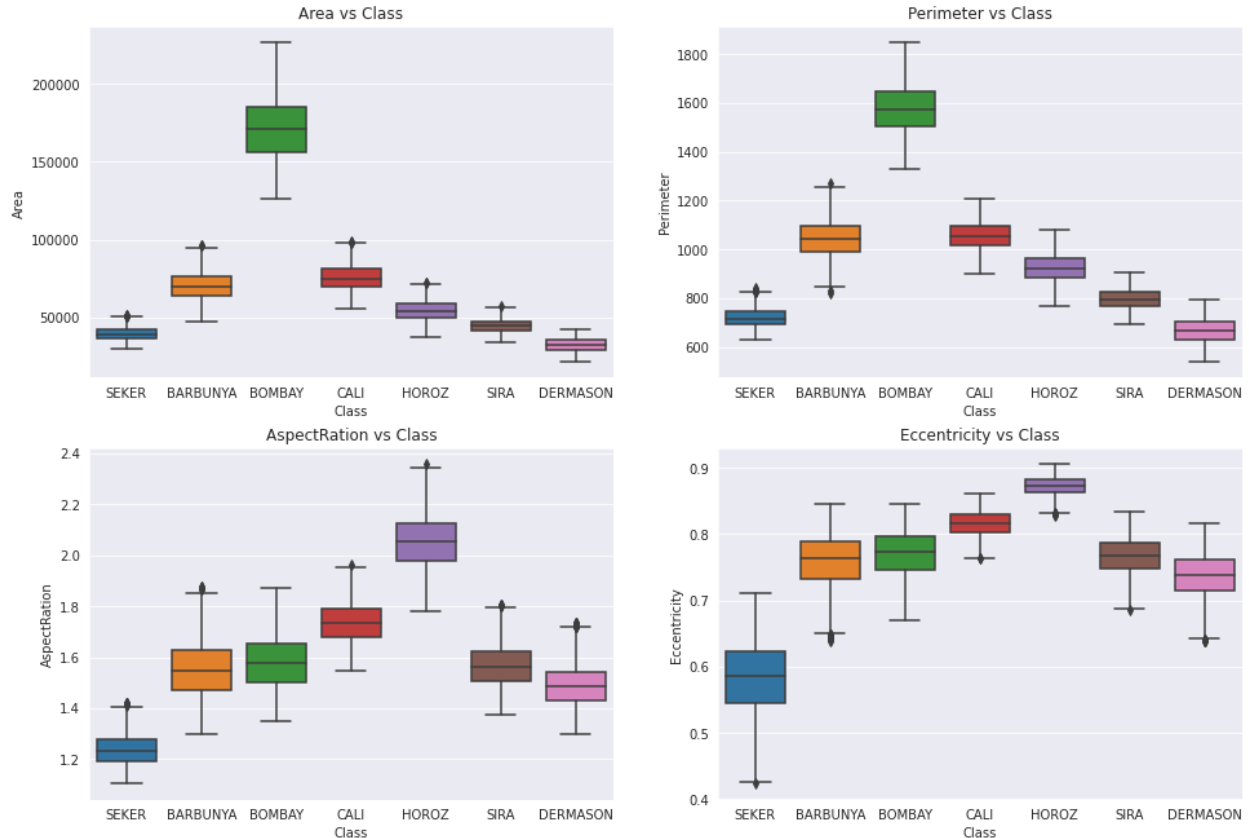 Area vs Class
200000
150000
100000
50000
Area
SEKER BARBUNYA BOMBAY CALI HOROZ SIRA DERMASON
Class
Perimeter vs Class
1800
1600
1400
1200
1000
800
600
Perimeter
SEKER BARBUNYA BOMBAY CALI HOROZ SIRA DERMASON
Class
AspectRation vs Class
2.4
2.2
2.0
1.8
1.6
1.4
1.2
AspectRation
SEKER BARBUNYA BOMBAY CALI HOROZ SIRA DERMASON
Class
Eccentricity vs Class
0.9
0.8
0.7
0.6
0.5
0.4
Eccentricity
SEKER BARBUNYA BOMBAY CALI HOROZ SIRA DERMASON
Class